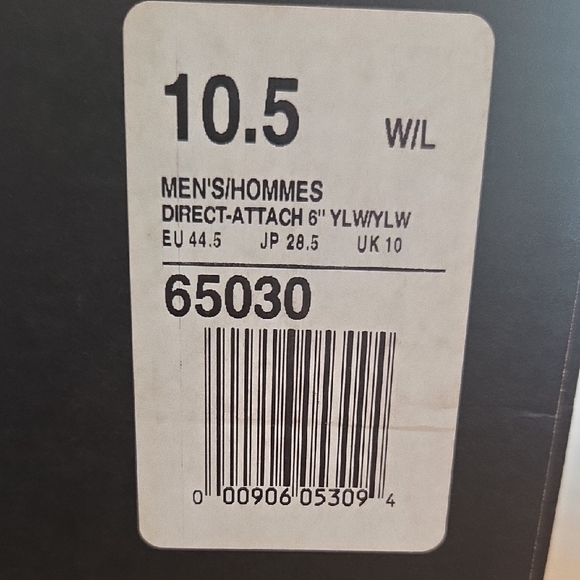 10.5 W/L
MEN'S/HOMMES
DIRECT-ATTACH 6" YLW/YLW
EU 44.5 JP 28.5 UK 10
65030
0 00906 05309 4